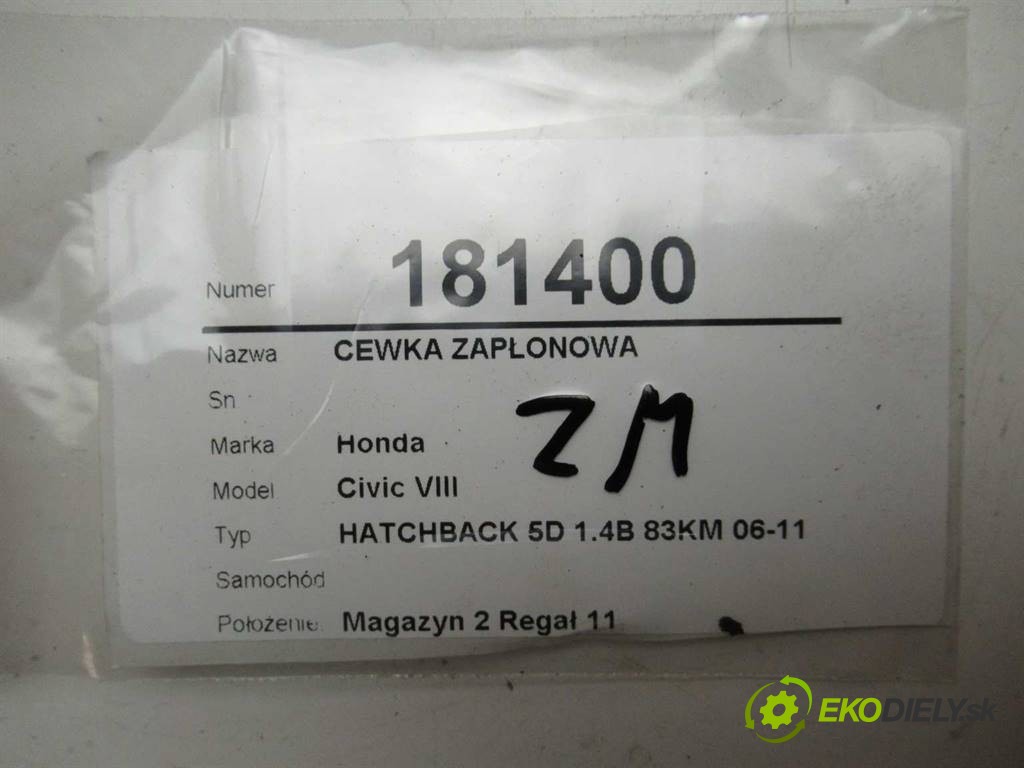 Numer 181400
Nazwa CEWKA ZAPŁONOWA
Sn
ZM
Marka Honda
Model Civic VIII
Typ HATCHBACK 5D 1.4B 83KM 06-11
Samochód
Położenie Magazyn 2 Regał 11
EKODIELY.sk